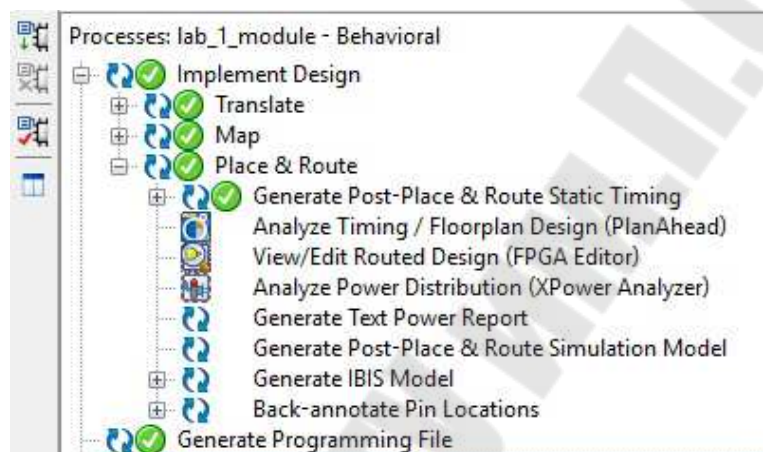 Processes: lab_1_module - Behavioral
Implement Design
Translate
Map
Place & Route
Generate Post-Place & Route Static Timing
Analyze Timing / Floorplan Design (PlanAhead)
View/Edit Routed Design (FPGA Editor)
Analyze Power Distribution (XPower Analyzer)
Generate Text Power Report
Generate Post-Place & Route Simulation Model
Generate IBIS Model
Back-annotate Pin Locations
Generate Programming File